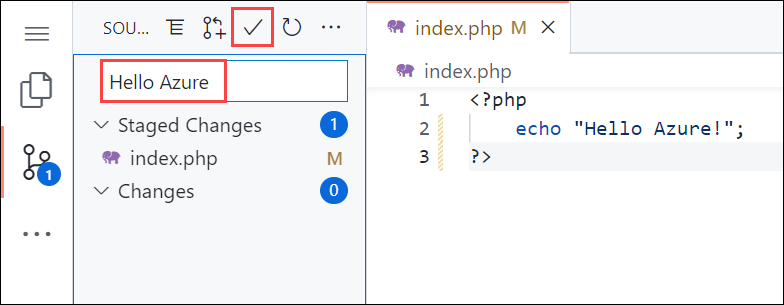 SOU...
Hello Azure
Staged Changes 1
index.php M
Changes 0
1
index.php M
index.php
1 <?php
2 echo "Hello Azure!";
3 ?>